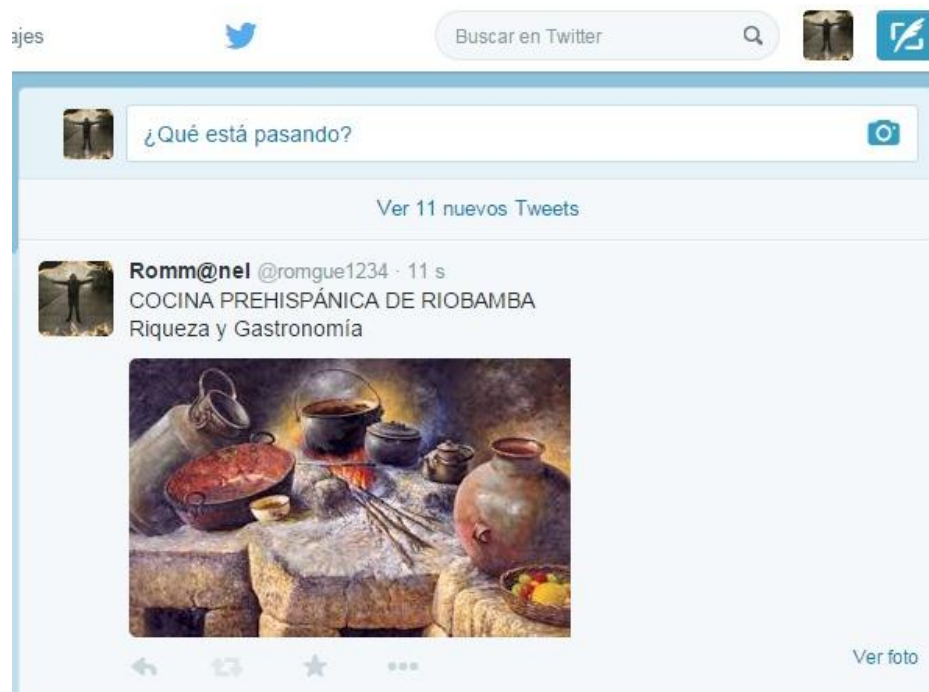 ajes
Buscar en Twitter
¿Qué está pasando?
Ver 11 nuevos Tweets
Romm@nel @romgue1234 · 11 s
COCINA PREHISPÁNICA DE RIOBAMBA
Riqueza y Gastronomía
Ver foto